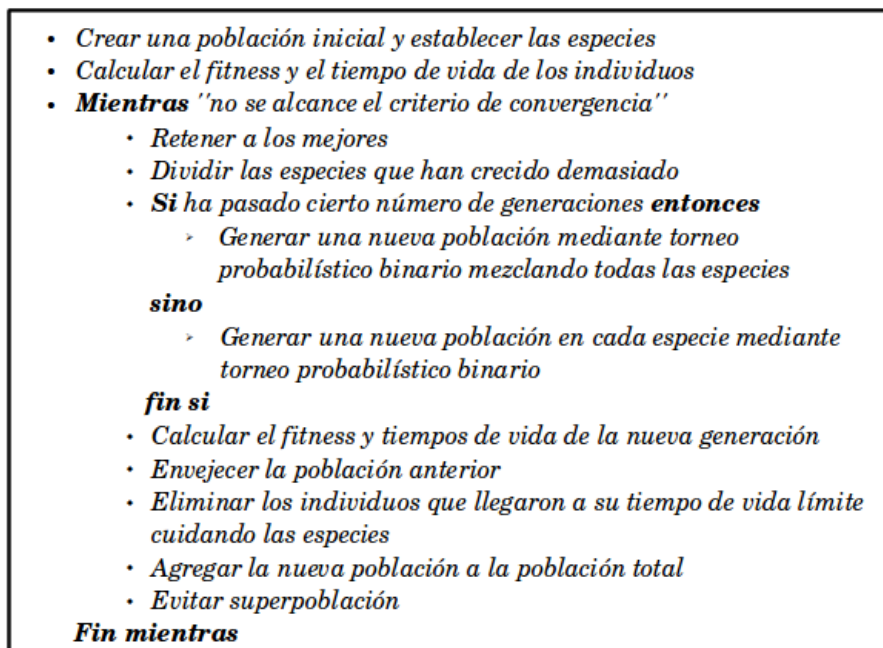 • Crear una población inicial y establecer las especies
• Calcular el fitness y el tiempo de vida de los individuos
• Mientras ''no se alcance el criterio de convergencia''
• Retener a los mejores
• Dividir las especies que han crecido demasiado
• Si ha pasado cierto número de generaciones entonces
➢ Generar una nueva población mediante torneo
probabilístico binario mezclando todas las especies
sino
➢ Generar una nueva población en cada especie mediante
torneo probabilístico binario
fin si
• Calcular el fitness y tiempos de vida de la nueva generación
• Envejecer la población anterior
• Eliminar los individuos que llegaron a su tiempo de vida límite
cuidando las especies
• Agregar la nueva población a la población total
• Evitar superpoblación
Fin mientras